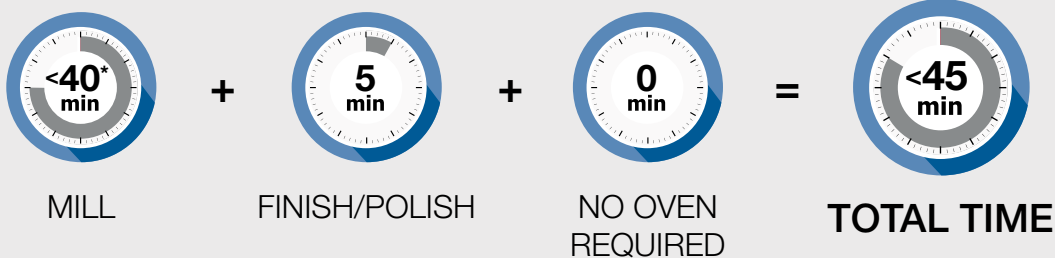 <40*
min
+
5
min
+
0
min
=
<45
min
MILL
FINISH/POLISH
NO OVEN
REQUIRED
TOTAL TIME